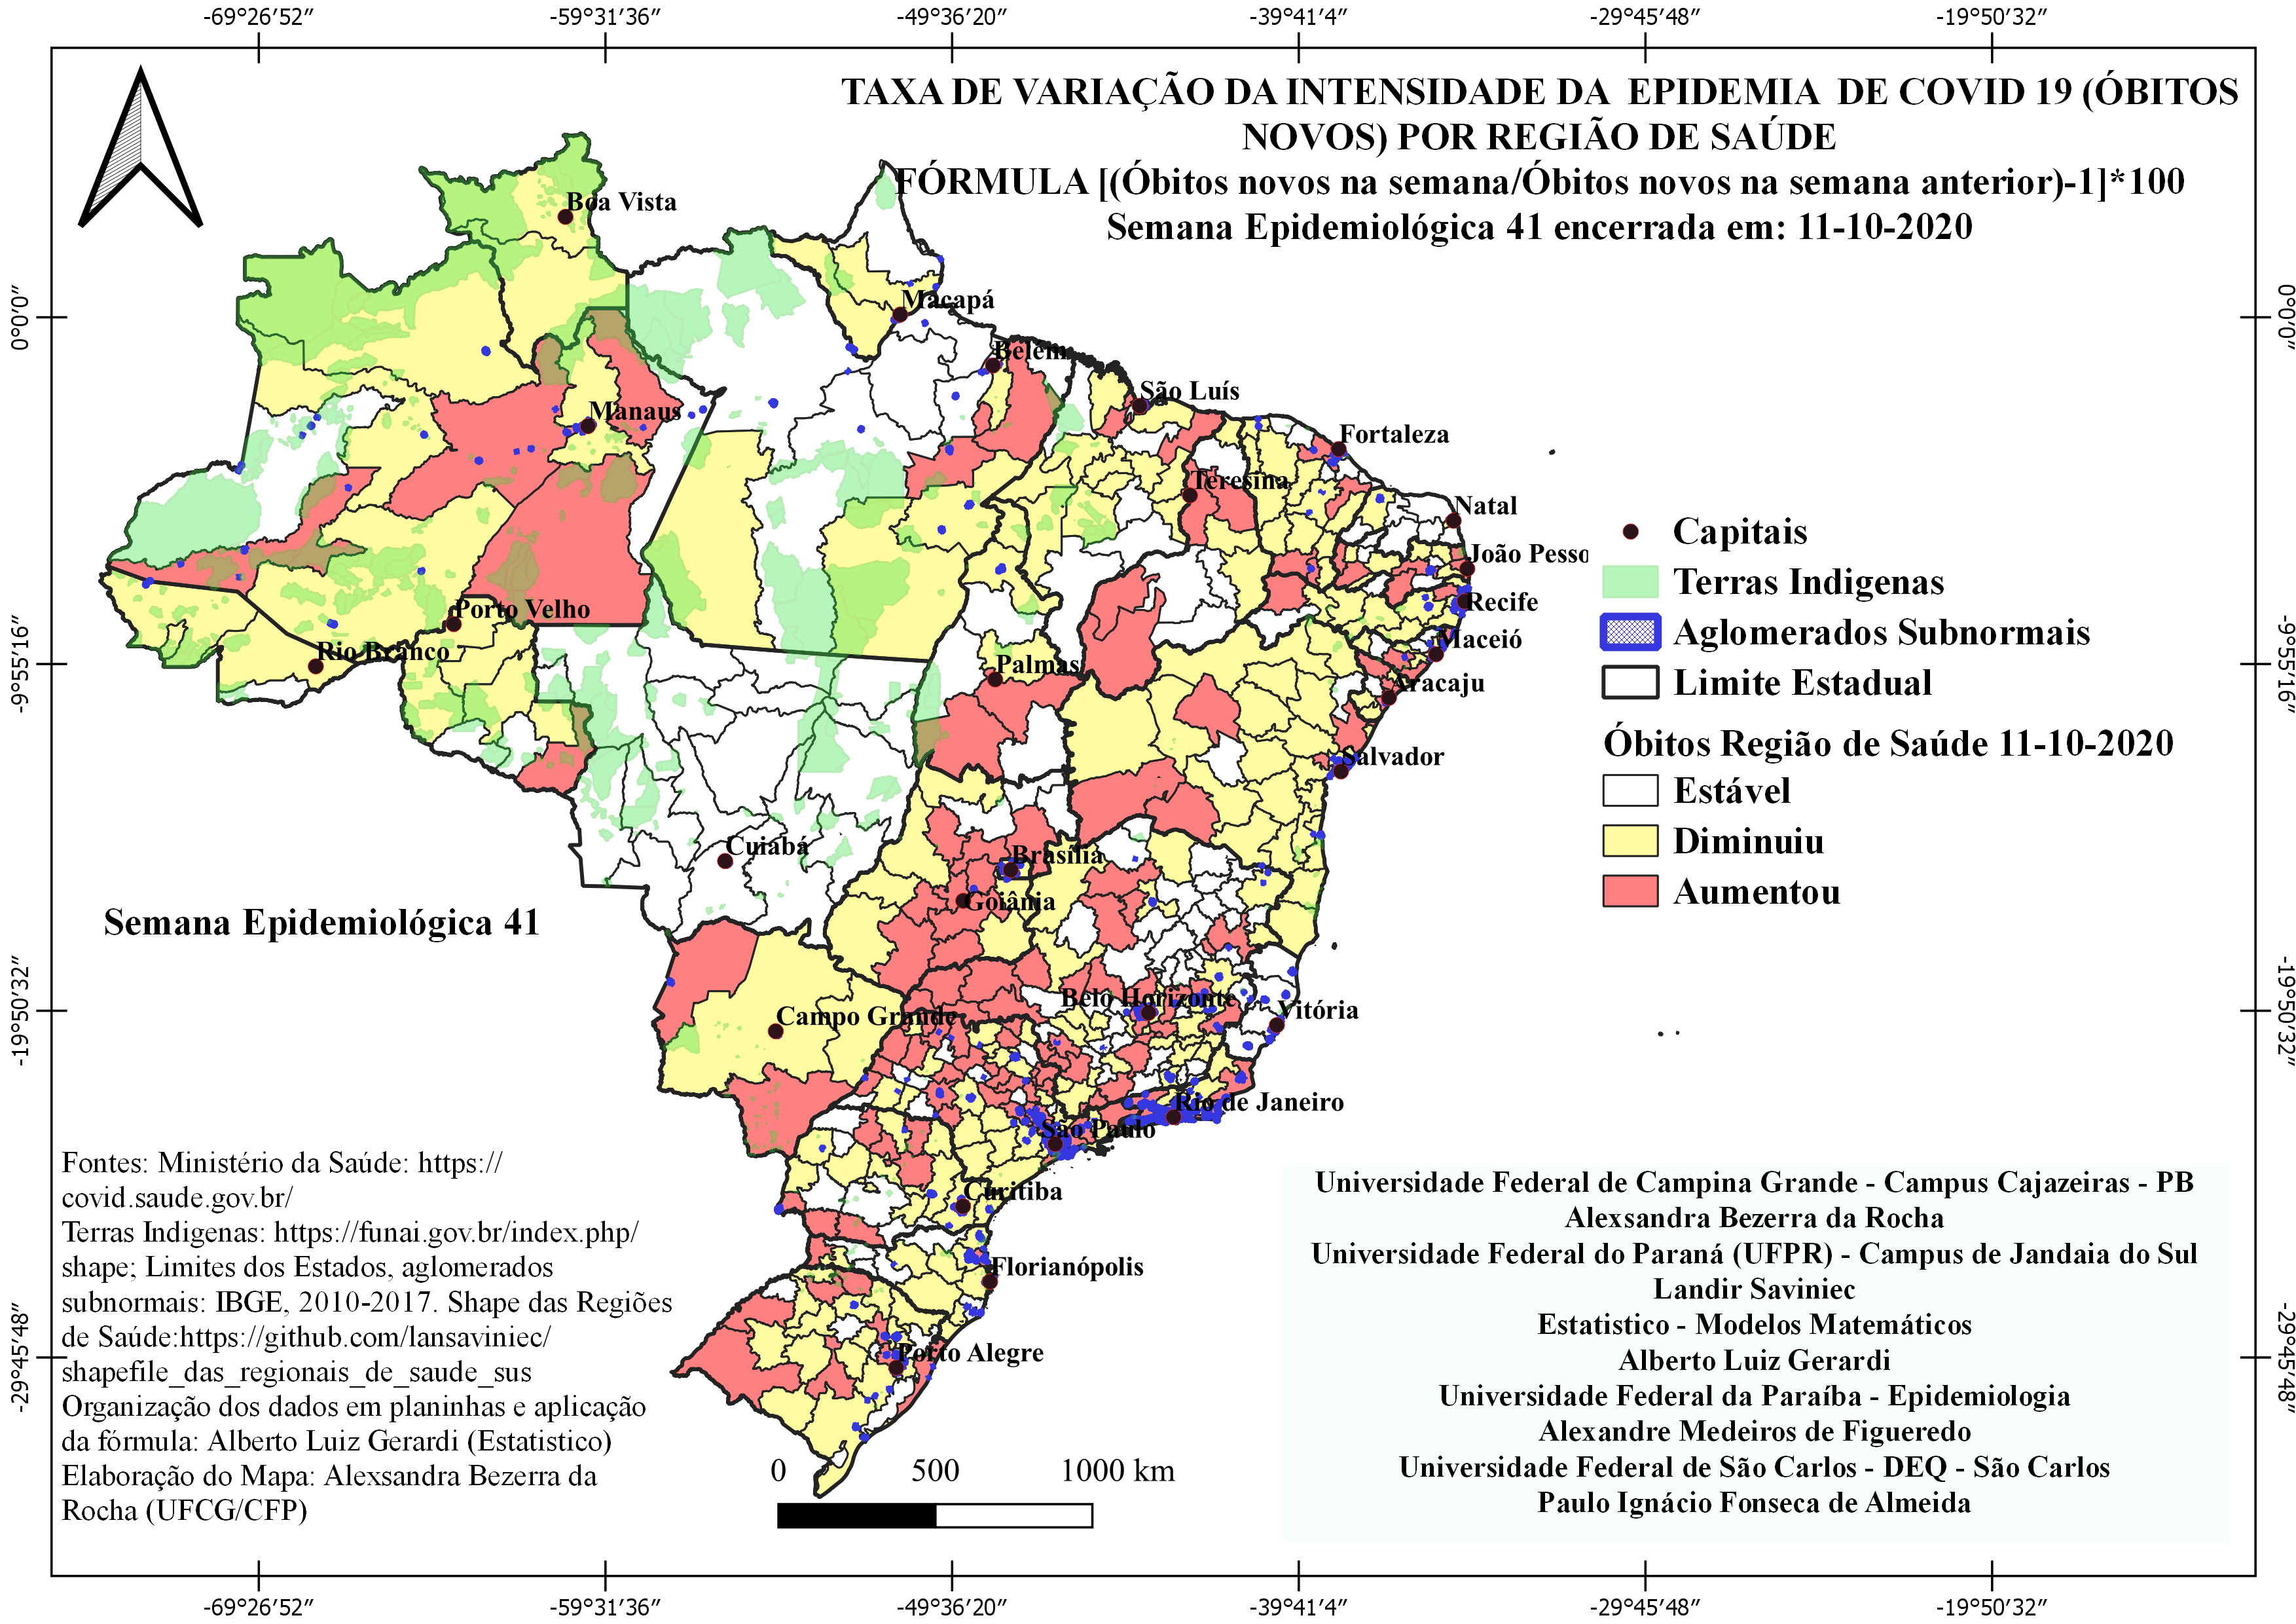 -69°26′52″ -59°31′36″ -49°36′20″ -39°41′4″ -29°45′48″ -19°50′32″
TAXA DE VARIAÇÃO DA INTENSIDADE DA EPIDEMIA DE COVID 19 (ÓBITOS
NOVOS) POR REGIÃO DE SAÚDE
FÓRMULA [(Óbitos novos na semana/Óbitos novos na semana anterior)-1]*100
Semana Epidemiológica 41 encerrada em: 11-10-2020
0°0′0″
-9°55′16″
-19°50′32″
-29°45′48″
0°0′0″
-9°55′16″
-19°50′32″
-29°45′48″
Boa Vista
Macapá
Belém
São Luís
Manaus
Fortaleza
Teresina
Natal
João Pesso
Recife
Porto Velho
Maceió
Rio Branco
Palmas
Aracaju
Salvador
Cuiabá
Brasília
Goiânia
Belo Horizonte
Vitória
Campo Grande
Rio de Janeiro
São Paulo
Curitiba
Florianópolis
Porto Alegre
Capitais
Terras Indigenas
Aglomerados Subnormais
Limite Estadual
Óbitos Região de Saúde 11-10-2020
Estável
Diminuiu
Aumentou
Semana Epidemiológica 41
Fontes: Ministério da Saúde: https://
covid.saude.gov.br/
Terras Indigenas: https://funai.gov.br/index.php/
shape; Limites dos Estados, aglomerados
subnormais: IBGE, 2010-2017. Shape das Regiões
de Saúde:https://github.com/lansaviniec/
shapefile_das_regionais_de_saude_sus
Organização dos dados em planinhas e aplicação
da fórmula: Alberto Luiz Gerardi (Estatistico)
Elaboração do Mapa: Alexsandra Bezerra da
Rocha (UFCG/CFP)
0 500 1000 km
Universidade Federal de Campina Grande - Campus Cajazeiras - PB
Alexsandra Bezerra da Rocha
Universidade Federal do Paraná (UFPR) - Campus de Jandaia do Sul
Landir Saviniec
Estatistico - Modelos Matemáticos
Alberto Luiz Gerardi
Universidade Federal da Paraíba - Epidemiologia
Alexandre Medeiros de Figueredo
Universidade Federal de São Carlos - DEQ - São Carlos
Paulo Ignácio Fonseca de Almeida
-69°26′52″ -59°31′36″ -49°36′20″ -39°41′4″ -29°45′48″ -19°50′32″